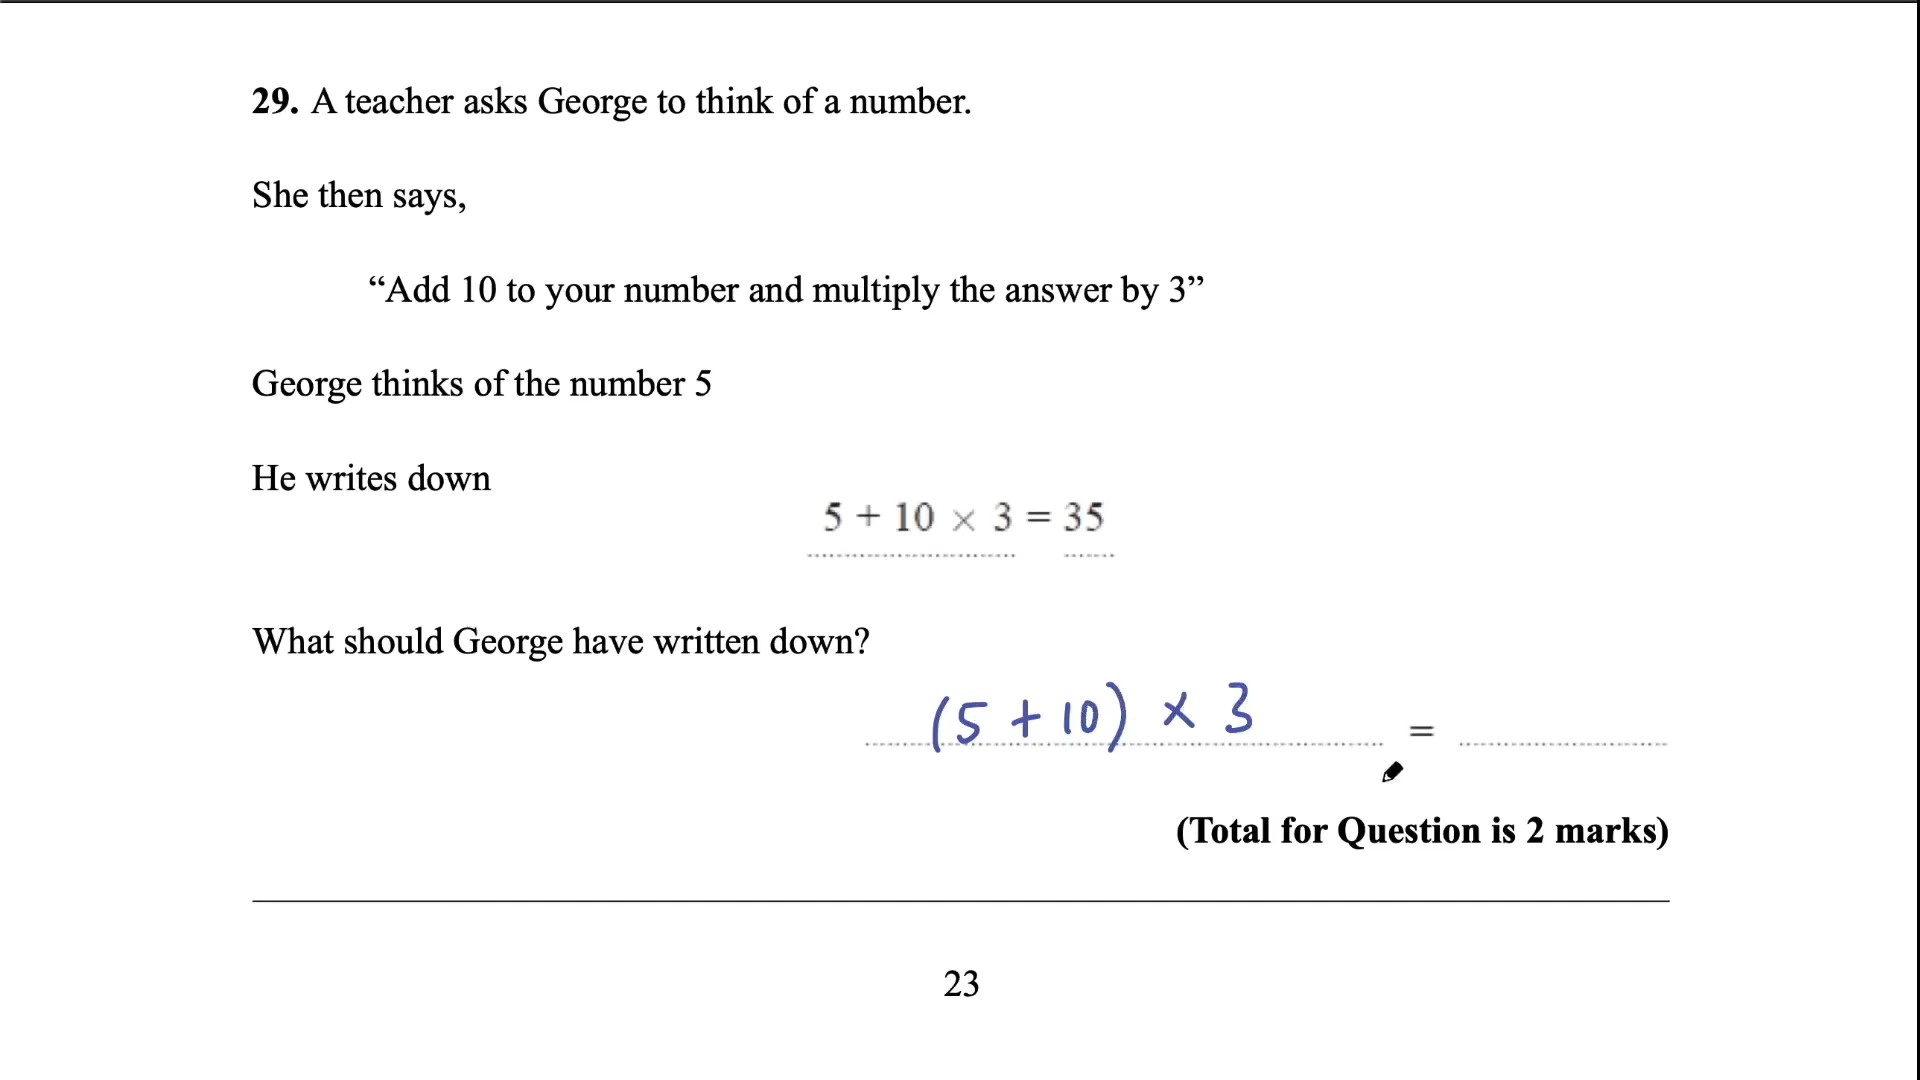 29. A teacher asks George to think of a number.
She then says,
“Add 10 to your number and multiply the answer by 3”
George thinks of the number 5
He writes down
5 + 10 × 3 = 35
What should George have written down?
(5 + 10) × 3 =
(Total for Question is 2 marks)
23